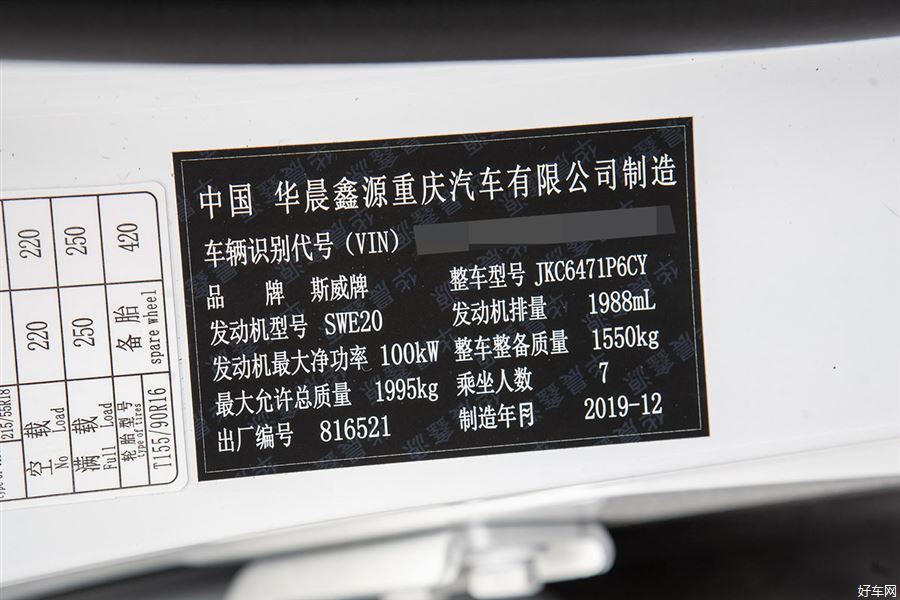 中国 华晨鑫源重庆汽车有限公司制造
车辆识别代号（VIN）
品 牌 斯威牌 整车型号 JKC6471P6CY
发动机型号 SWE20 发动机排量 1988mL
发动机最大净功率 100kW 整车整备质量 1550kg
最大允许总质量 1995kg 乘坐人数 7
出厂编号 816521 制造年月 2019-12
220 250 420
220 250 备胎 spare wheel
215/55R18 空载 No Load 满载 Full Load 轮胎型号 type of tires T155/90R16
华晨鑫源
好车网